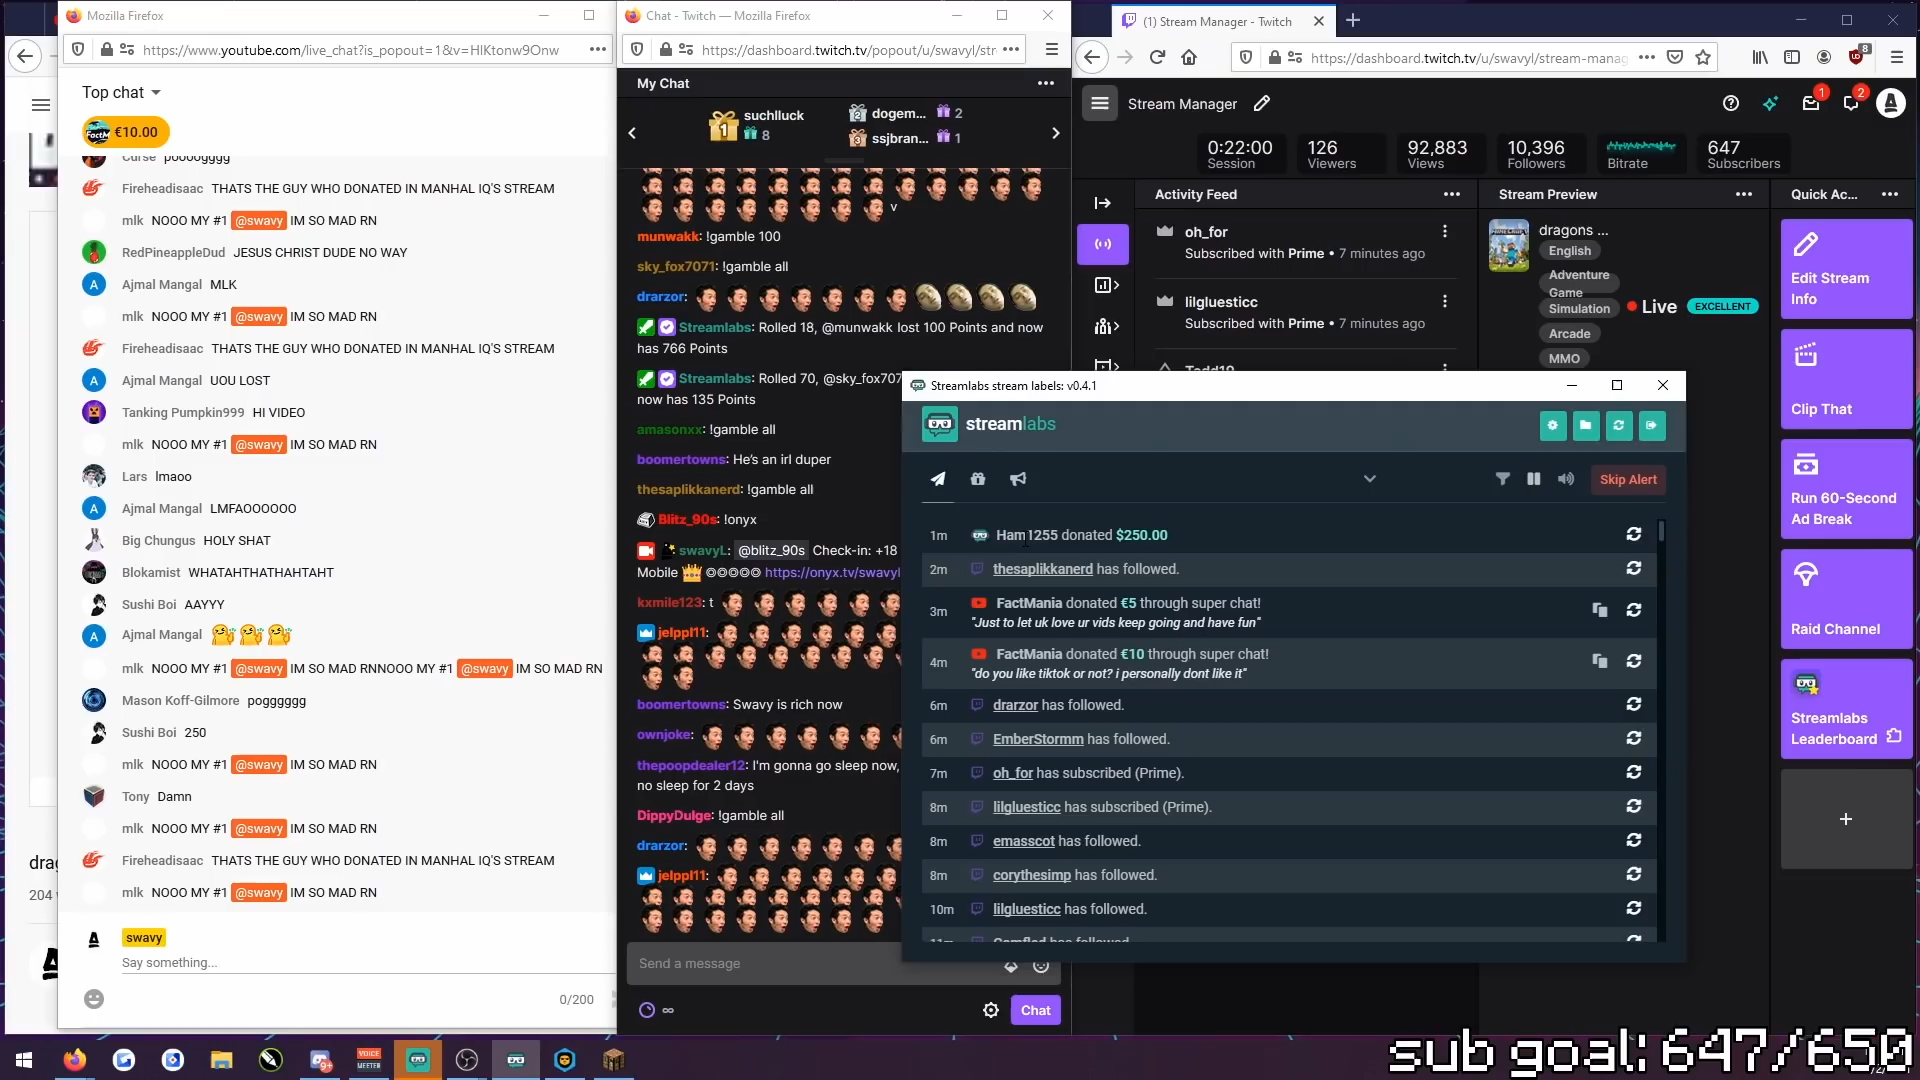 Mozilla Firefox
https://www.youtube.com/live_chat?is_popout=1&v=HlKtonw9Onw
Top chat
€10.00
Curse poooogggg
Fireheadisaac THATS THE GUY WHO DONATED IN MANHAL IQ'S STREAM
mlk NOOO MY #1 @swavy IM SO MAD RN
RedPineappleDud JESUS CHRIST DUDE NO WAY
Ajmal Mangal MLK
mlk NOOO MY #1 @swavy IM SO MAD RN
Fireheadisaac THATS THE GUY WHO DONATED IN MANHAL IQ'S STREAM
Ajmal Mangal UOU LOST
Tanking Pumpkin999 HI VIDEO
mlk NOOO MY #1 @swavy IM SO MAD RN
Lars lmaoo
Ajmal Mangal LMFAOOOOOO
Big Chungus HOLY SHAT
Blokamist WHATAHTHATHAHTAHT
Sushi Boi AAYYY
Ajmal Mangal
mlk NOOO MY #1 @swavy IM SO MAD RNNOOO MY #1 @swavy IM SO MAD RN
Mason Koff-Gilmore pogggggg
Sushi Boi 250
mlk NOOO MY #1 @swavy IM SO MAD RN
Tony Damn
mlk NOOO MY #1 @swavy IM SO MAD RN
Fireheadisaac THATS THE GUY WHO DONATED IN MANHAL IQ'S STREAM
mlk NOOO MY #1 @swavy IM SO MAD RN
swavy
Say something...
0/200
drag
204
Chat - Twitch — Mozilla Firefox
https://dashboard.twitch.tv/popout/u/swavyl/str
My Chat
suchlluck
8
dogem... 2
ssjbran... 1
v
munwakk: !gamble 100
sky_fox7071: !gamble all
drarzor:
Streamlabs: Rolled 18, @munwakk lost 100 Points and now
has 766 Points
Streamlabs: Rolled 70, @sky_fox707
now has 135 Points
amasonxx: !gamble all
boomertowns: He's an irl duper
thesaplikkanerd: !gamble all
Blitz_90s: !onyx
swavyL: @blitz_90s Check-in: +18
Mobile https://onyx.tv/swavyl
kxmile123: t
jelppl11:
boomertowns: Swavy is rich now
ownjoke:
thepoopdealer12: I'm gonna go sleep now,
no sleep for 2 days
DippyDulge: !gamble all
drarzor:
jelppl11:
Send a message
Chat
(1) Stream Manager - Twitch
https://dashboard.twitch.tv/u/swavyl/stream-manag
8
Stream Manager
1
2
0:22:00
Session
126
Viewers
92,883
Views
10,396
Followers
Bitrate
647
Subscribers
Activity Feed
oh_for
Subscribed with Prime • 7 minutes ago
lilgluesticc
Subscribed with Prime • 7 minutes ago
Stream Preview
dragons ...
English
Adventure
Game
Simulation
Arcade
MMO
Live
EXCELLENT
Quick Ac...
Edit Stream
Info
Clip That
Run 60-Second
Ad Break
Raid Channel
Streamlabs
Leaderboard
Streamlabs stream labels: v0.4.1
streamlabs
Skip Alert
1m Ham1255 donated $250.00
2m thesaplikkanerd has followed.
3m FactMania donated €5 through super chat!
"Just to let uk love ur vids keep going and have fun"
4m FactMania donated €10 through super chat!
"do you like tiktok or not? i personally dont like it"
6m drarzor has followed.
6m EmberStormm has followed.
7m oh_for has subscribed (Prime).
8m lilgluesticc has subscribed (Prime).
8m emasscot has followed.
8m corythesimp has followed.
10m lilgluesticc has followed.
VOICE
MEETER
9+
sub goal: 647/650